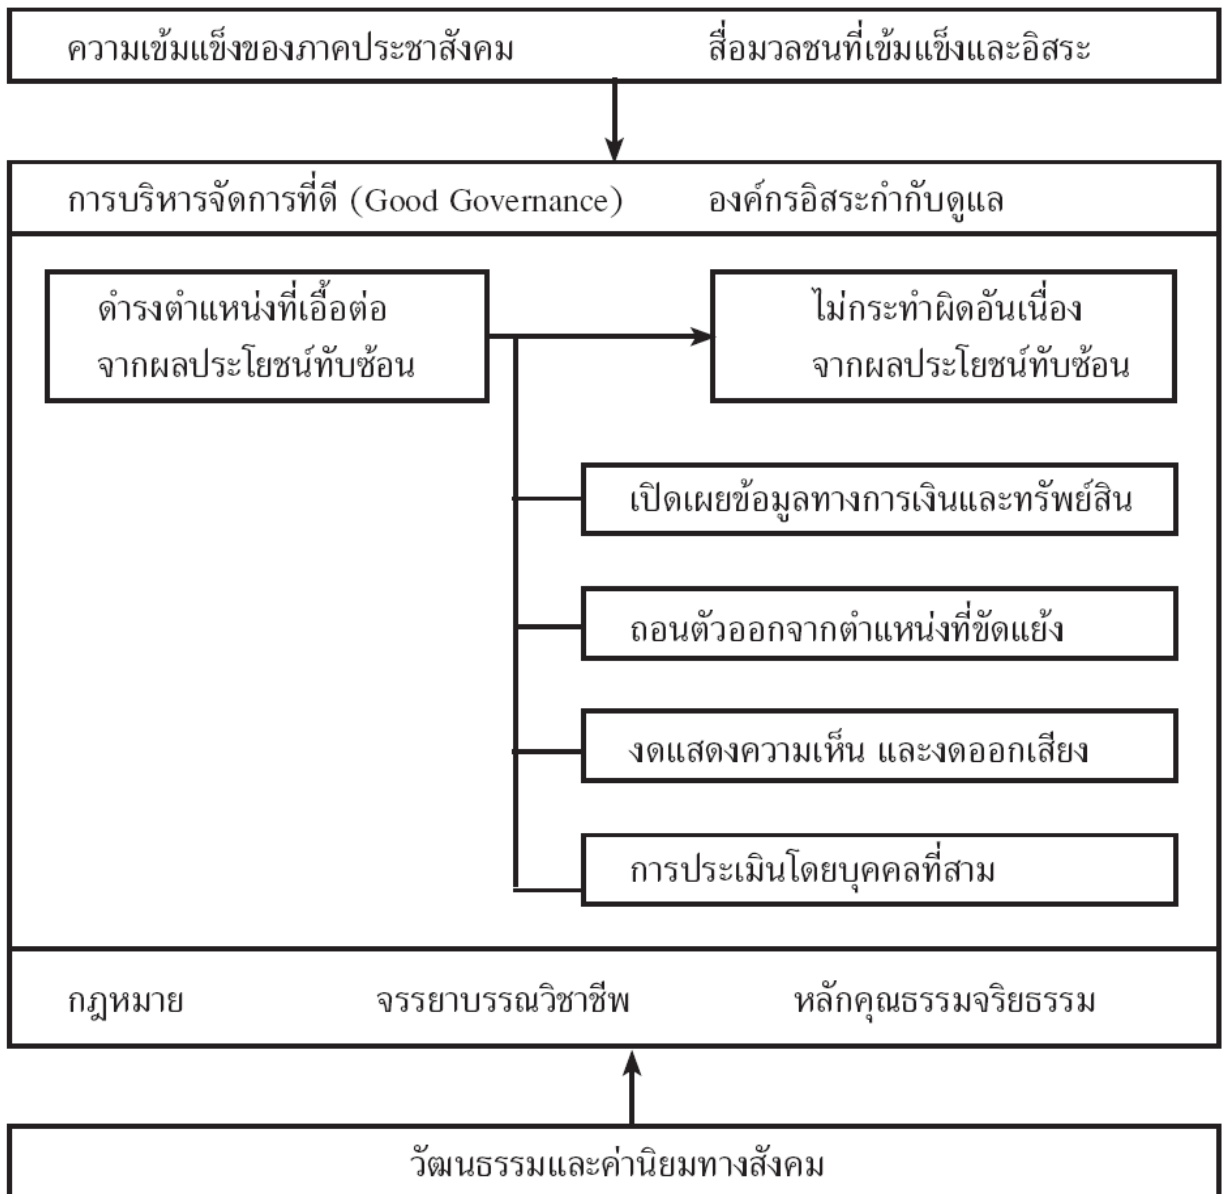 ความเข้มแข็งของภาคประชาสังคม สื่อมวลชนที่เข้มแข็งและอิสระ
การบริหารจัดการที่ดี (Good Governance) องค์กรอิสระกำกับดูแล
ดำรงตำแหน่งที่เอื้อต่อ
จากผลประโยชน์ทับซ้อน
ไม่กระทำผิดอันเนื่อง
จากผลประโยชน์ทับซ้อน
เปิดเผยข้อมูลทางการเงินและทรัพย์สิน
ถอนตัวออกจากตำแหน่งที่ขัดแย้ง
งดแสดงความเห็น และงดออกเสียง
การประเมินโดยบุคคลที่สาม
กฎหมาย จรรยาบรรณวิชาชีพ หลักคุณธรรมจริยธรรม
วัฒนธรรมและค่านิยมทางสังคม